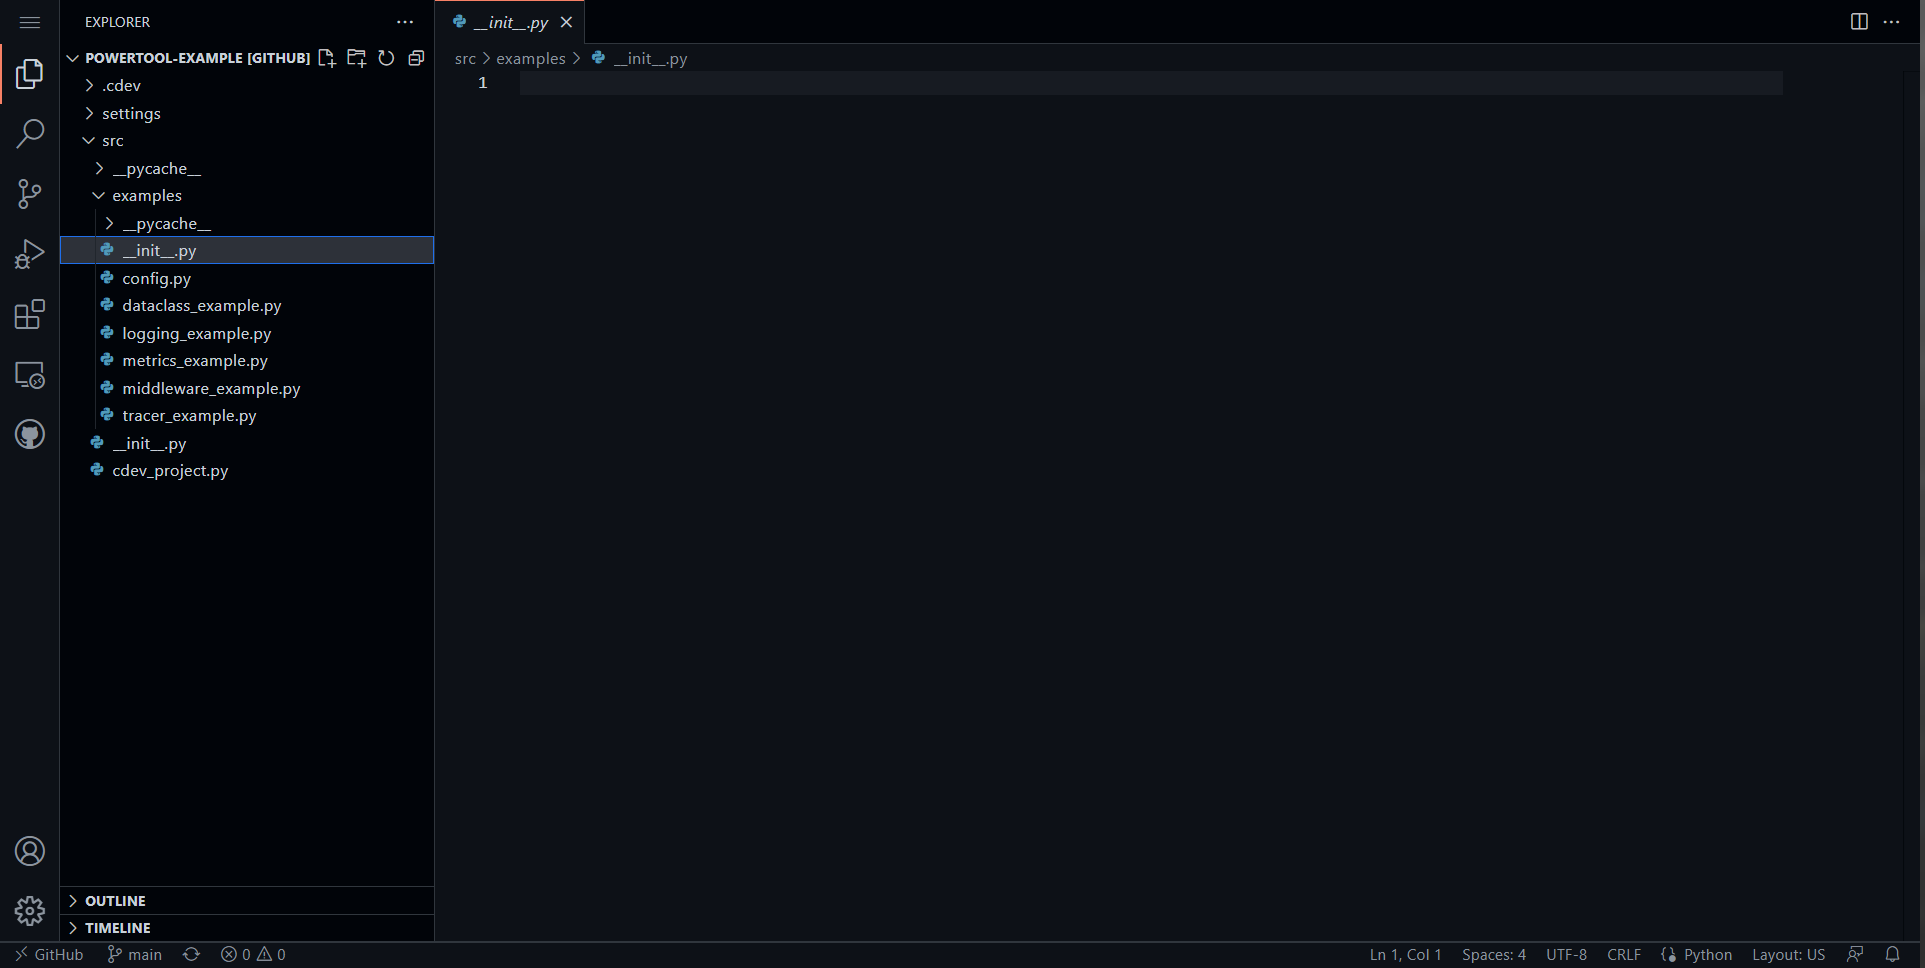 EXPLORER
POWERTOOL-EXAMPLE [GITHUB]
.cdev
settings
src
__pycache__
examples
__pycache__
__init__.py
config.py
dataclass_example.py
logging_example.py
metrics_example.py
middleware_example.py
tracer_example.py
__init__.py
cdev_project.py
OUTLINE
TIMELINE
__init__.py
src > examples > __init__.py
1
GitHub main 0 0 Ln 1, Col 1 Spaces: 4 UTF-8 CRLF Python Layout: US